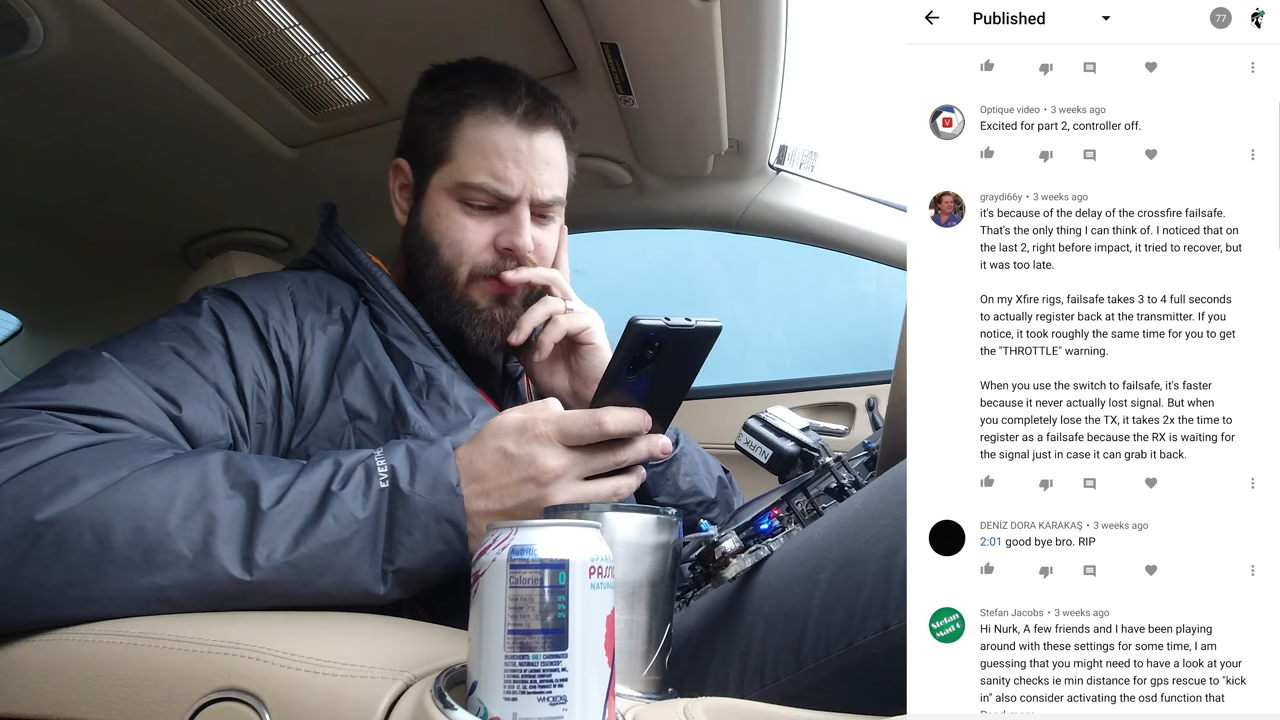 Published
77
Optique video • 3 weeks ago
Excited for part 2, controller off.
graydi66y • 3 weeks ago
it's because of the delay of the crossfire failsafe.
That's the only thing I can think of. I noticed that on
the last 2, right before impact, it tried to recover, but
it was too late.
On my Xfire rigs, failsafe takes 3 to 4 full seconds
to actually register back at the transmitter. If you
notice, it took roughly the same time for you to get
the "THROTTLE" warning.
When you use the switch to failsafe, it's faster
because it never actually lost signal. But when
you completely lose the TX, it takes 2x the time to
register as a failsafe because the RX is waiting for
the signal just in case it can grab it back.
DENİZ DORA KARAKAŞ • 3 weeks ago
2:01 good bye bro. RIP
Stefan Jacobs • 3 weeks ago
Hi Nurk, A few friends and I have been playing
around with these settings for some time, I am
guessing that you might need to have a look at your
sanity checks ie min distance for gps rescue to "kick
in" also consider activating the osd function that
Stefan
Mad
NURK 3
Calories 0
0%
0%
0%
PASSI
NATURA